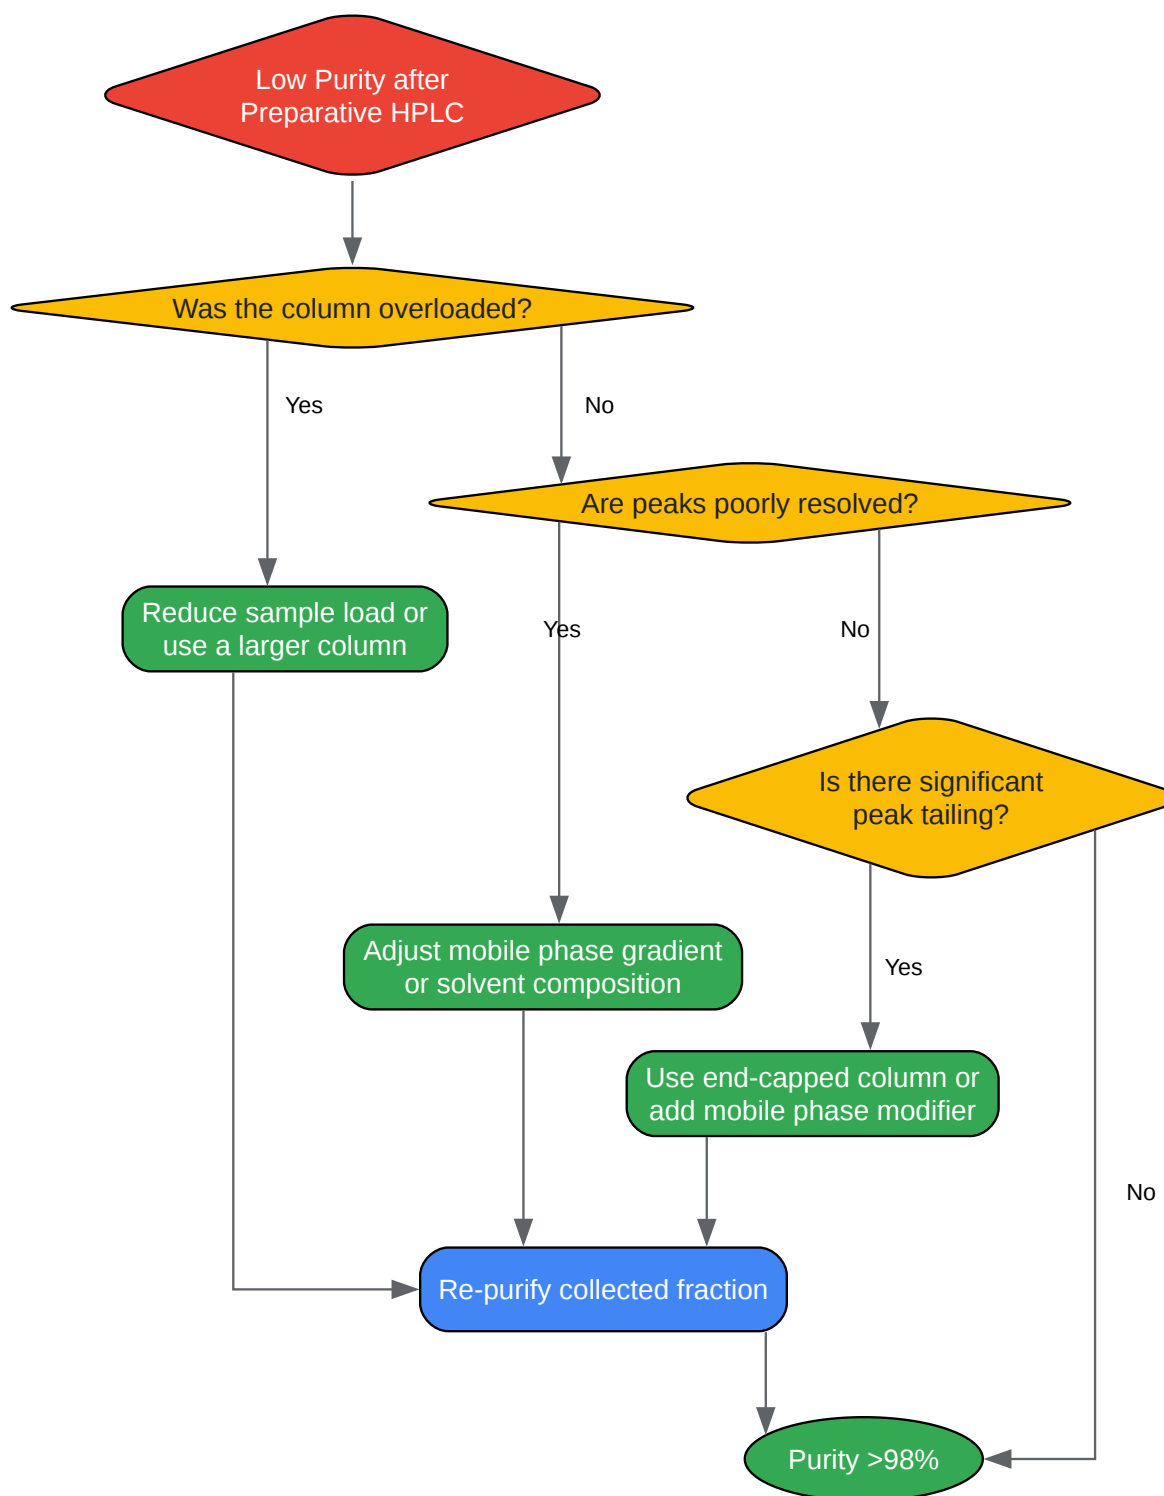 Low Purity after
Preparative HPLC
Was the column overloaded?
Yes
No
Are peaks poorly resolved?
Reduce sample load or
use a larger column
Yes
No
Is there significant
peak tailing?
Adjust mobile phase gradient
or solvent composition
Yes
Use end-capped column or
add mobile phase modifier
No
Re-purify collected fraction
Purity >98%